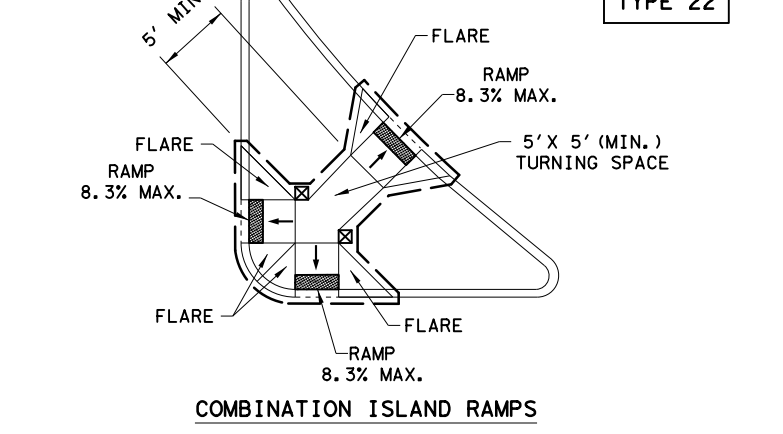 TYPE 22
5' MIN
FLARE
RAMP
8.3% MAX.
5'X 5'(MIN.)
TURNING SPACE
FLARE
RAMP
8.3% MAX.
FLARE
FLARE
RAMP
8.3% MAX.
COMBINATION ISLAND RAMPS